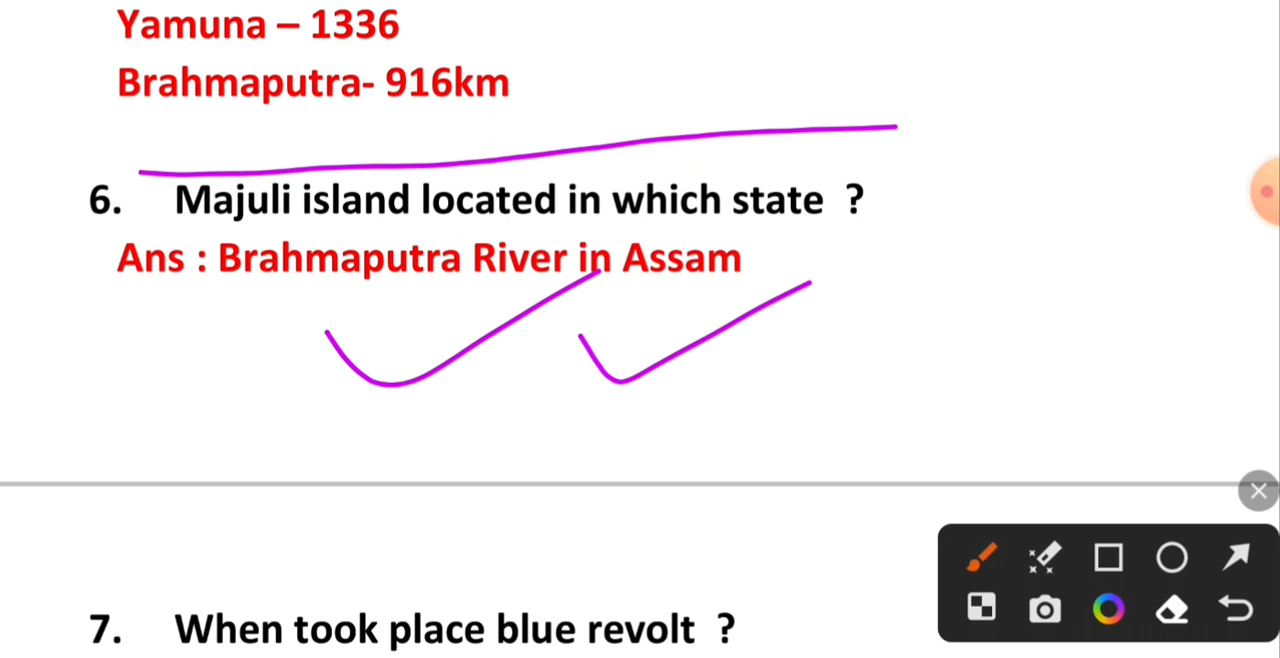 Yamuna – 1336
Brahmaputra- 916km
6. Majuli island located in which state ?
Ans : Brahmaputra River in Assam
7. When took place blue revolt ?